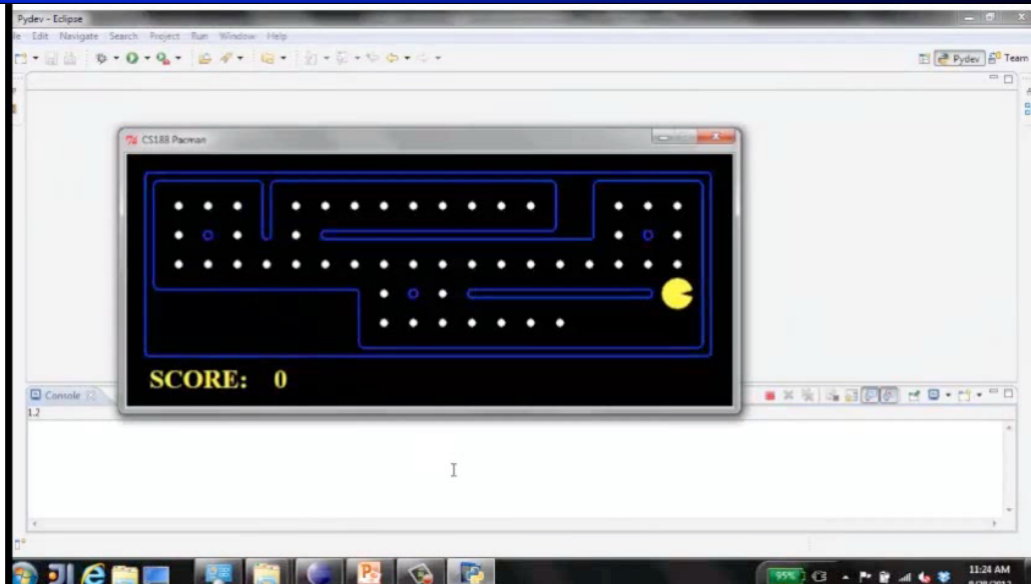 Pydev - Eclipse
le Edit Navigate Search Project Run Window Help
Pydev Team
CS188 Pacman
SCORE: 0
Console
1.2
95%
11:24 AM